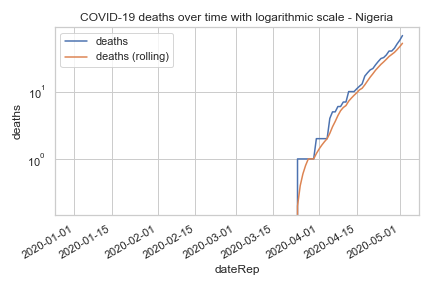 COVID-19 deaths over time with logarithmic scale - Nigeria
deaths
deaths (rolling)
10¹
10⁰
deaths
2020-01-01
2020-01-15
2020-02-01
2020-02-15
2020-03-01
2020-03-15
2020-04-01
2020-04-15
2020-05-01
dateRep